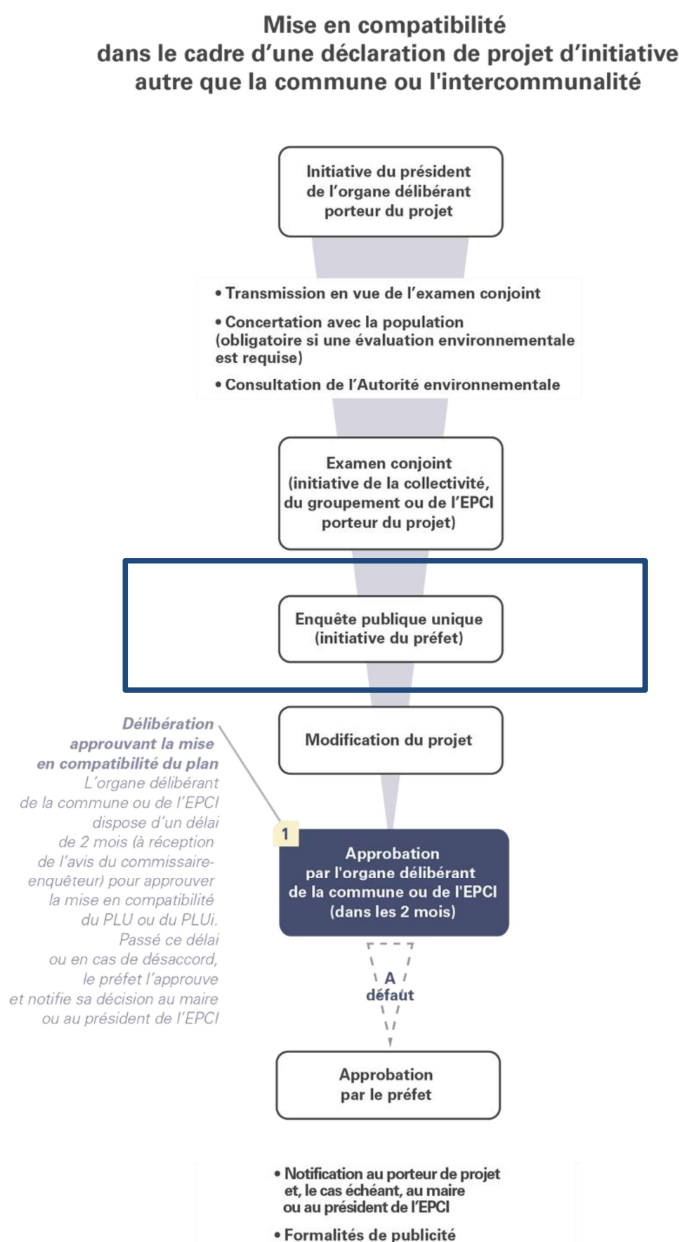 Mise en compatibilité
dans le cadre d’une déclaration de projet d’initiative
autre que la commune ou l'intercommunalité
Initiative du président
de l’organe délibérant
porteur du projet
• Transmission en vue de l’examen conjoint
• Concertation avec la population
(obligatoire si une évaluation environnementale
est requise)
• Consultation de l’Autorité environnementale
Examen conjoint
(initiative de la collectivité,
du groupement ou de l’EPCI
porteur du projet)
Enquête publique unique
(initiative du préfet)
Modification du projet
Délibération
approuvant la mise
en compatibilité du plan
L’organe délibérant
de la commune ou de l’EPCI
dispose d’un délai
de 2 mois (à réception
de l’avis du commissaire-
enquêteur) pour approuver
la mise en compatibilité
du PLU ou du PLUi.
Passé ce délai
ou en cas de désaccord,
le préfet l’approuve
et notifie sa décision au maire
ou au président de l’EPCI
1
Approbation
par l'organe délibérant
de la commune ou de l'EPCI
(dans les 2 mois)
A
défaut
Approbation
par le préfet
• Notification au porteur de projet
et, le cas échéant, au maire
ou au président de l’EPCI
• Formalités de publicité